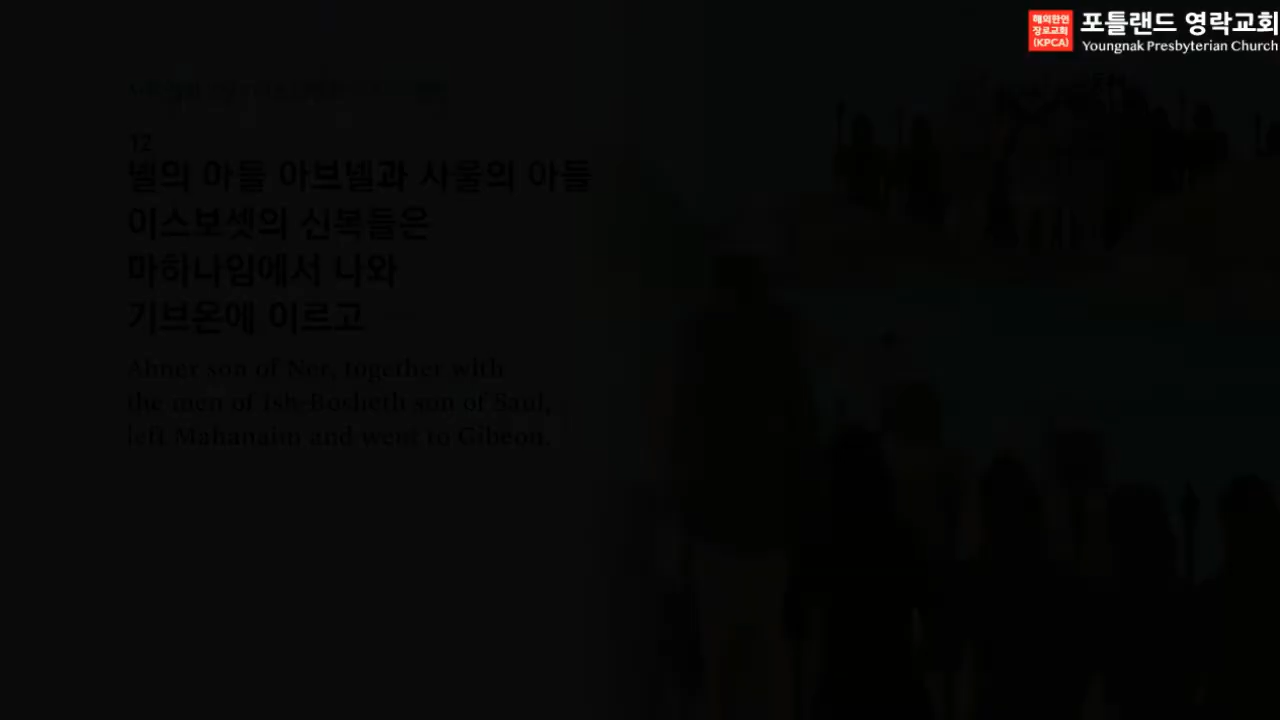 해외한인
장로교회
(KPCA)
포틀랜드 영락교회
Youngnak Presbyterian Church
12
넬의 아들 아브넬과 사울의 아들
이스보셋의 신복들은
마하나임에서 나와
기브온에 이르고
Abner son of Ner, together with
the men of Ish-Bosheth son of Saul,
left Mahanaim and went to Gibeon.